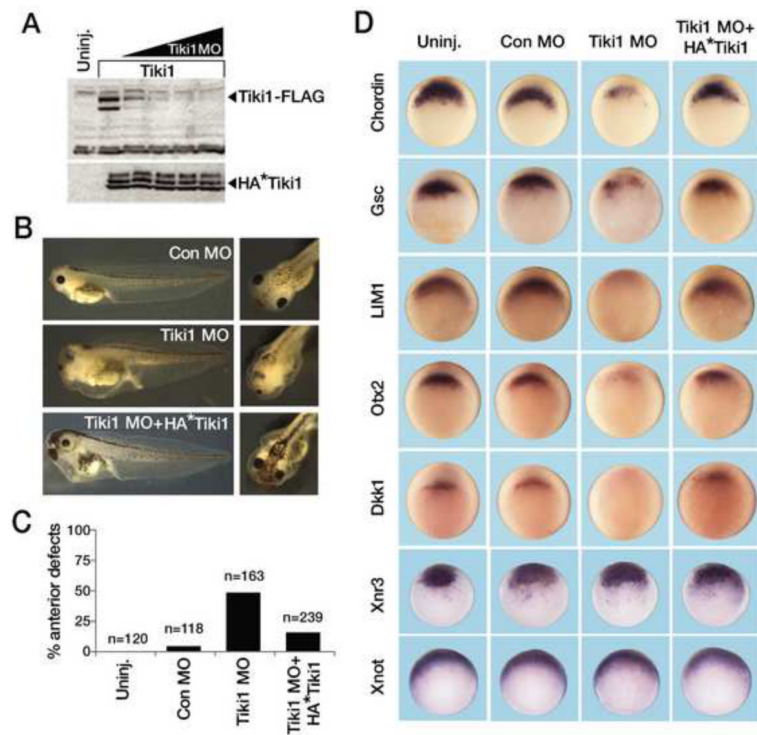 A
Uninj.
Tiki1MO
Tiki1
Tiki1-FLAG
HA*Tiki1
B
Con MO
Tiki1 MO
Tiki1 MO+HA*Tiki1
C
% anterior defects
100
75
50
25
0
n=120
n=118
n=163
n=239
Uninj.
Con MO
Tiki1 MO
Tiki1 MO+
HA*Tiki1
D
Uninj.
Con MO
Tiki1 MO
Tiki1 MO+
HA*Tiki1
Chordin
Gsc
LIM1
Otx2
Dkk1
Xnr3
Xnot